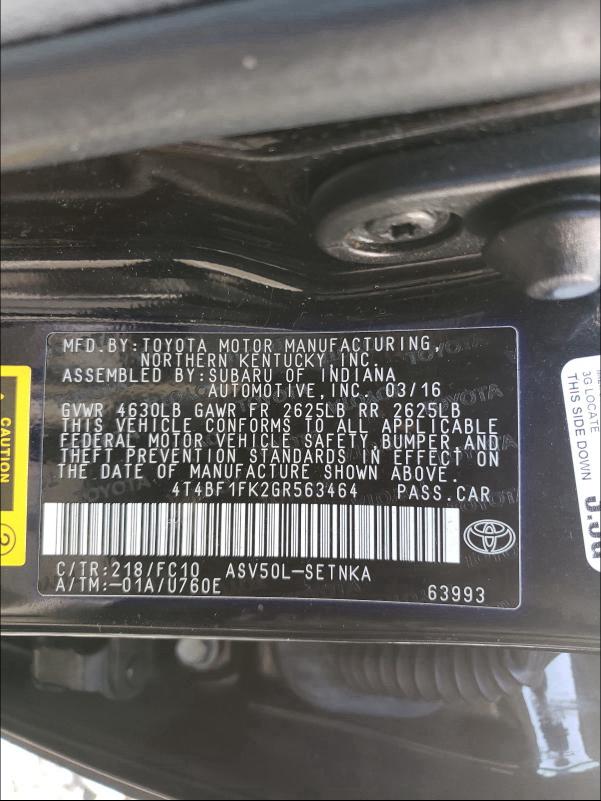 MFD.BY:TOYOTA MOTOR MANUFACTURING,
NORTHERN KENTUCKY, INC.
ASSEMBLED BY:SUBARU OF INDIANA
AUTOMOTIVE,INC. 03/16
GVWR 4630LB GAWR FR 2625LB RR 2625LB
THIS VEHICLE CONFORMS TO ALL APPLICABLE
FEDERAL MOTOR VEHICLE SAFETY,BUMPER AND
THEFT PREVENTION STANDARDS IN EFFECT ON
THE DATE OF MANUFACTURE SHOWN ABOVE.
4T4BF1FK2GR563464 PASS.CAR
C/TR:218/FC10 ASV50L-SETNKA
A/TM:-01A/U760E
63993
CAUTION
2
3G LOCATE
THIS SIDE DOWN